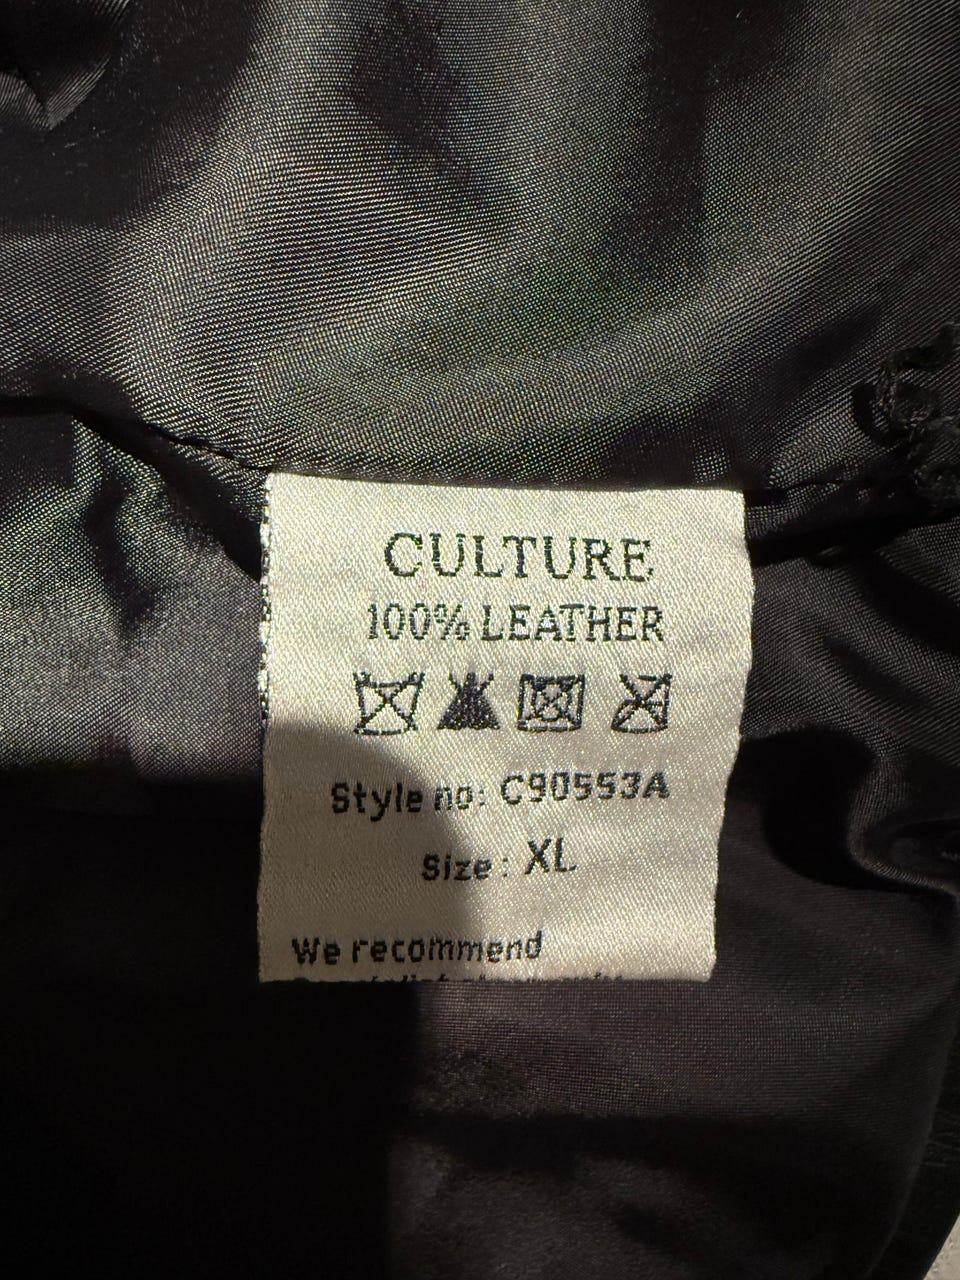 CULTURE
100% LEATHER
Style no: C90553A
Size: XL
We recommend